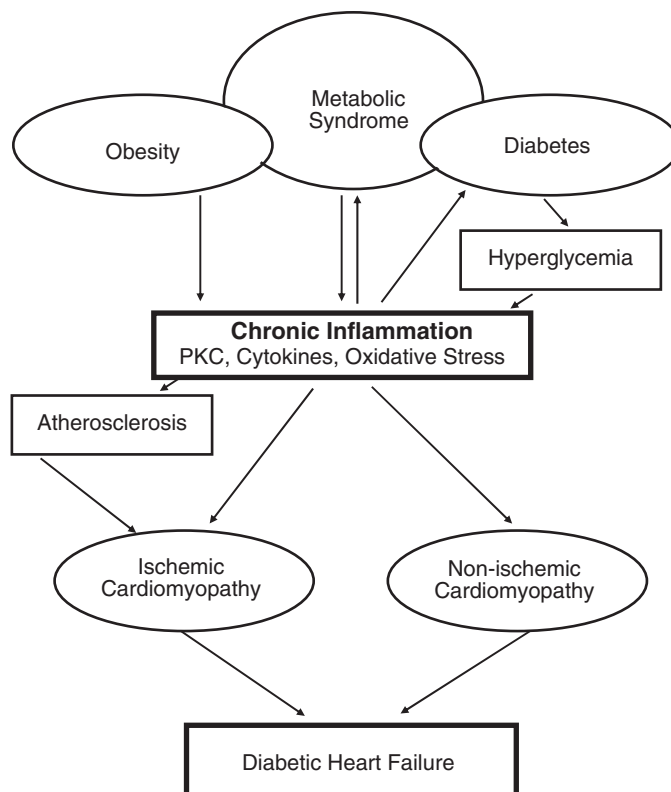 Metabolic
Syndrome
Obesity
Diabetes
Hyperglycemia
Chronic Inflammation
PKC, Cytokines, Oxidative Stress
Atherosclerosis
Ischemic
Cardiomyopathy
Non-ischemic
Cardiomyopathy
Diabetic Heart Failure